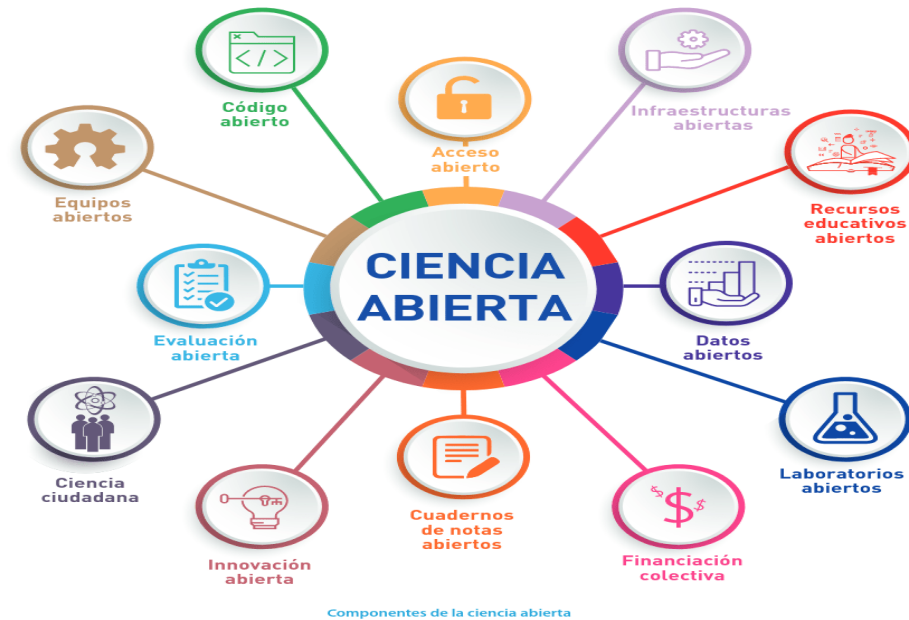 Código
abierto
Acceso
abierto
Infraestructuras
abiertas
Equipos
abiertos
Recursos
educativos
abiertos
CIENCIA
ABIERTA
Evaluación
abierta
Datos
abiertos
Ciencia
ciudadana
Laboratorios
abiertos
Cuadernos
de notas
abiertos
Innovación
abierta
Financiación
colectiva
Componentes de la ciencia abierta